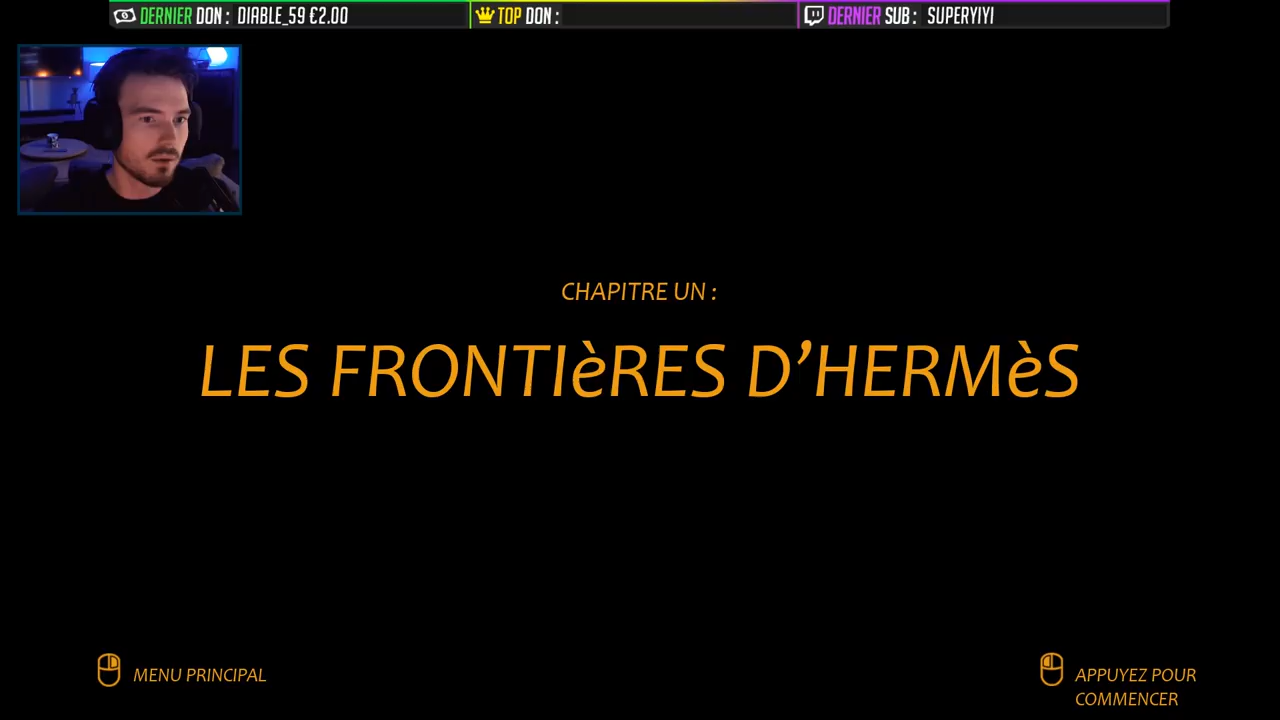 DERNIER DON : DIABLE_59 €2.00
TOP DON :
DERNIER SUB : SUPERYIYI
CHAPITRE UN :
LES FRONTIèRES D’HERMèS
MENU PRINCIPAL
APPUYEZ POUR
COMMENCER